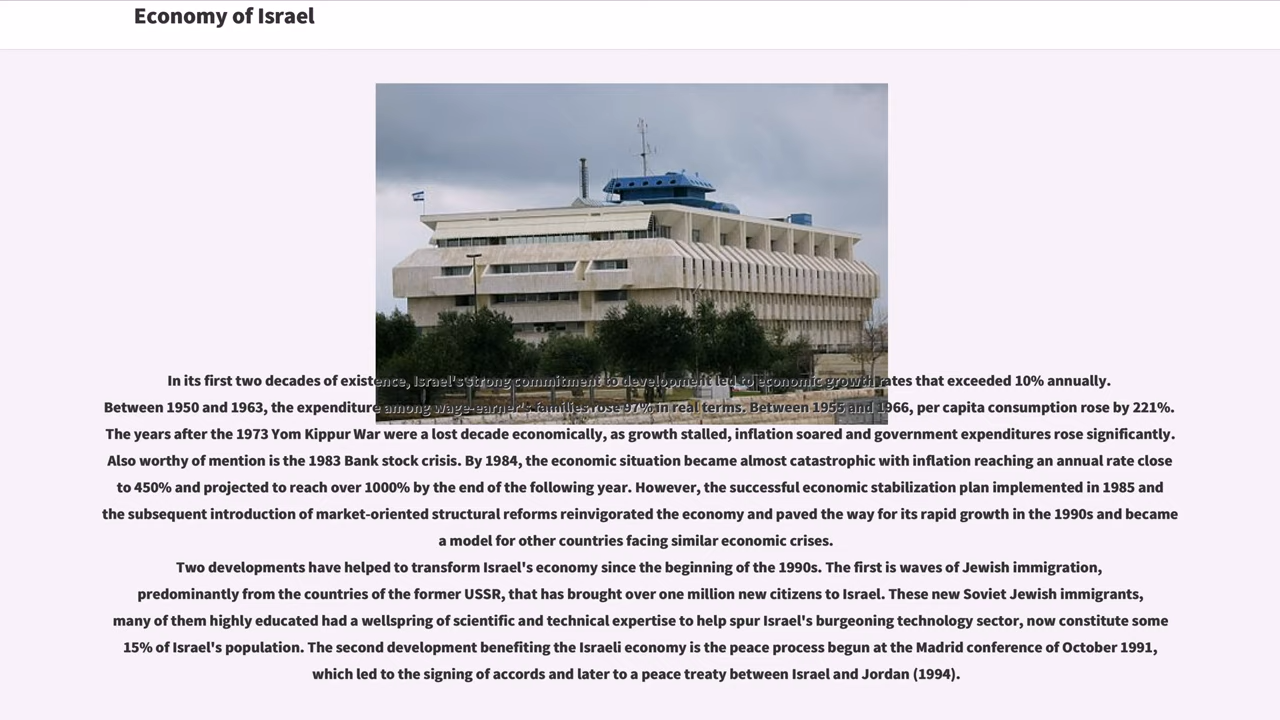 Economy of Israel
In its first two decades of existence, Israel's strong commitment to development led to economic growth rates that exceeded 10% annually.
Between 1950 and 1963, the expenditure among wage-earner's families rose 97% in real terms. Between 1955 and 1966, per capita consumption rose by 221%.
The years after the 1973 Yom Kippur War were a lost decade economically, as growth stalled, inflation soared and government expenditures rose significantly.
Also worthy of mention is the 1983 Bank stock crisis. By 1984, the economic situation became almost catastrophic with inflation reaching an annual rate close
to 450% and projected to reach over 1000% by the end of the following year. However, the successful economic stabilization plan implemented in 1985 and
the subsequent introduction of market-oriented structural reforms reinvigorated the economy and paved the way for its rapid growth in the 1990s and became
a model for other countries facing similar economic crises.
Two developments have helped to transform Israel's economy since the beginning of the 1990s. The first is waves of Jewish immigration,
predominantly from the countries of the former USSR, that has brought over one million new citizens to Israel. These new Soviet Jewish immigrants,
many of them highly educated had a wellspring of scientific and technical expertise to help spur Israel's burgeoning technology sector, now constitute some
15% of Israel's population. The second development benefiting the Israeli economy is the peace process begun at the Madrid conference of October 1991,
which led to the signing of accords and later to a peace treaty between Israel and Jordan (1994).